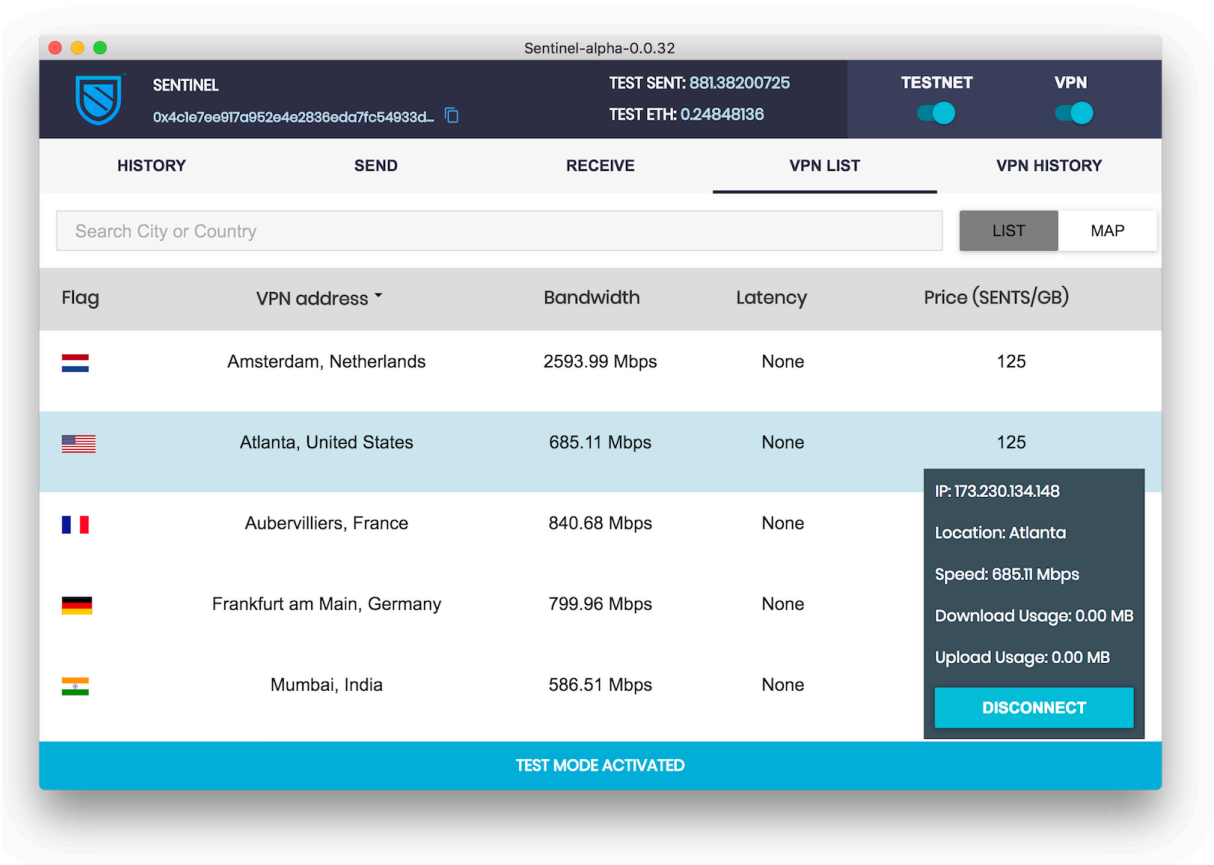 Sentinel-alpha-0.0.32
SENTINEL
0x4c1e7ee917a952e4e2836eda7fc54933d...
TEST SENT: 881.38200725
TEST ETH: 0.24848136
TESTNET
VPN
HISTORY SEND RECEIVE VPN LIST VPN HISTORY
Search City or Country
LIST MAP
Flag VPN address Bandwidth Latency Price (SENTS/GB)
Amsterdam, Netherlands 2593.99 Mbps None 125
Atlanta, United States 685.11 Mbps None 125
Aubervilliers, France 840.68 Mbps None
Frankfurt am Main, Germany 799.96 Mbps None
Mumbai, India 586.51 Mbps None
IP: 173.230.134.148
Location: Atlanta
Speed: 685.11 Mbps
Download Usage: 0.00 MB
Upload Usage: 0.00 MB
DISCONNECT
TEST MODE ACTIVATED